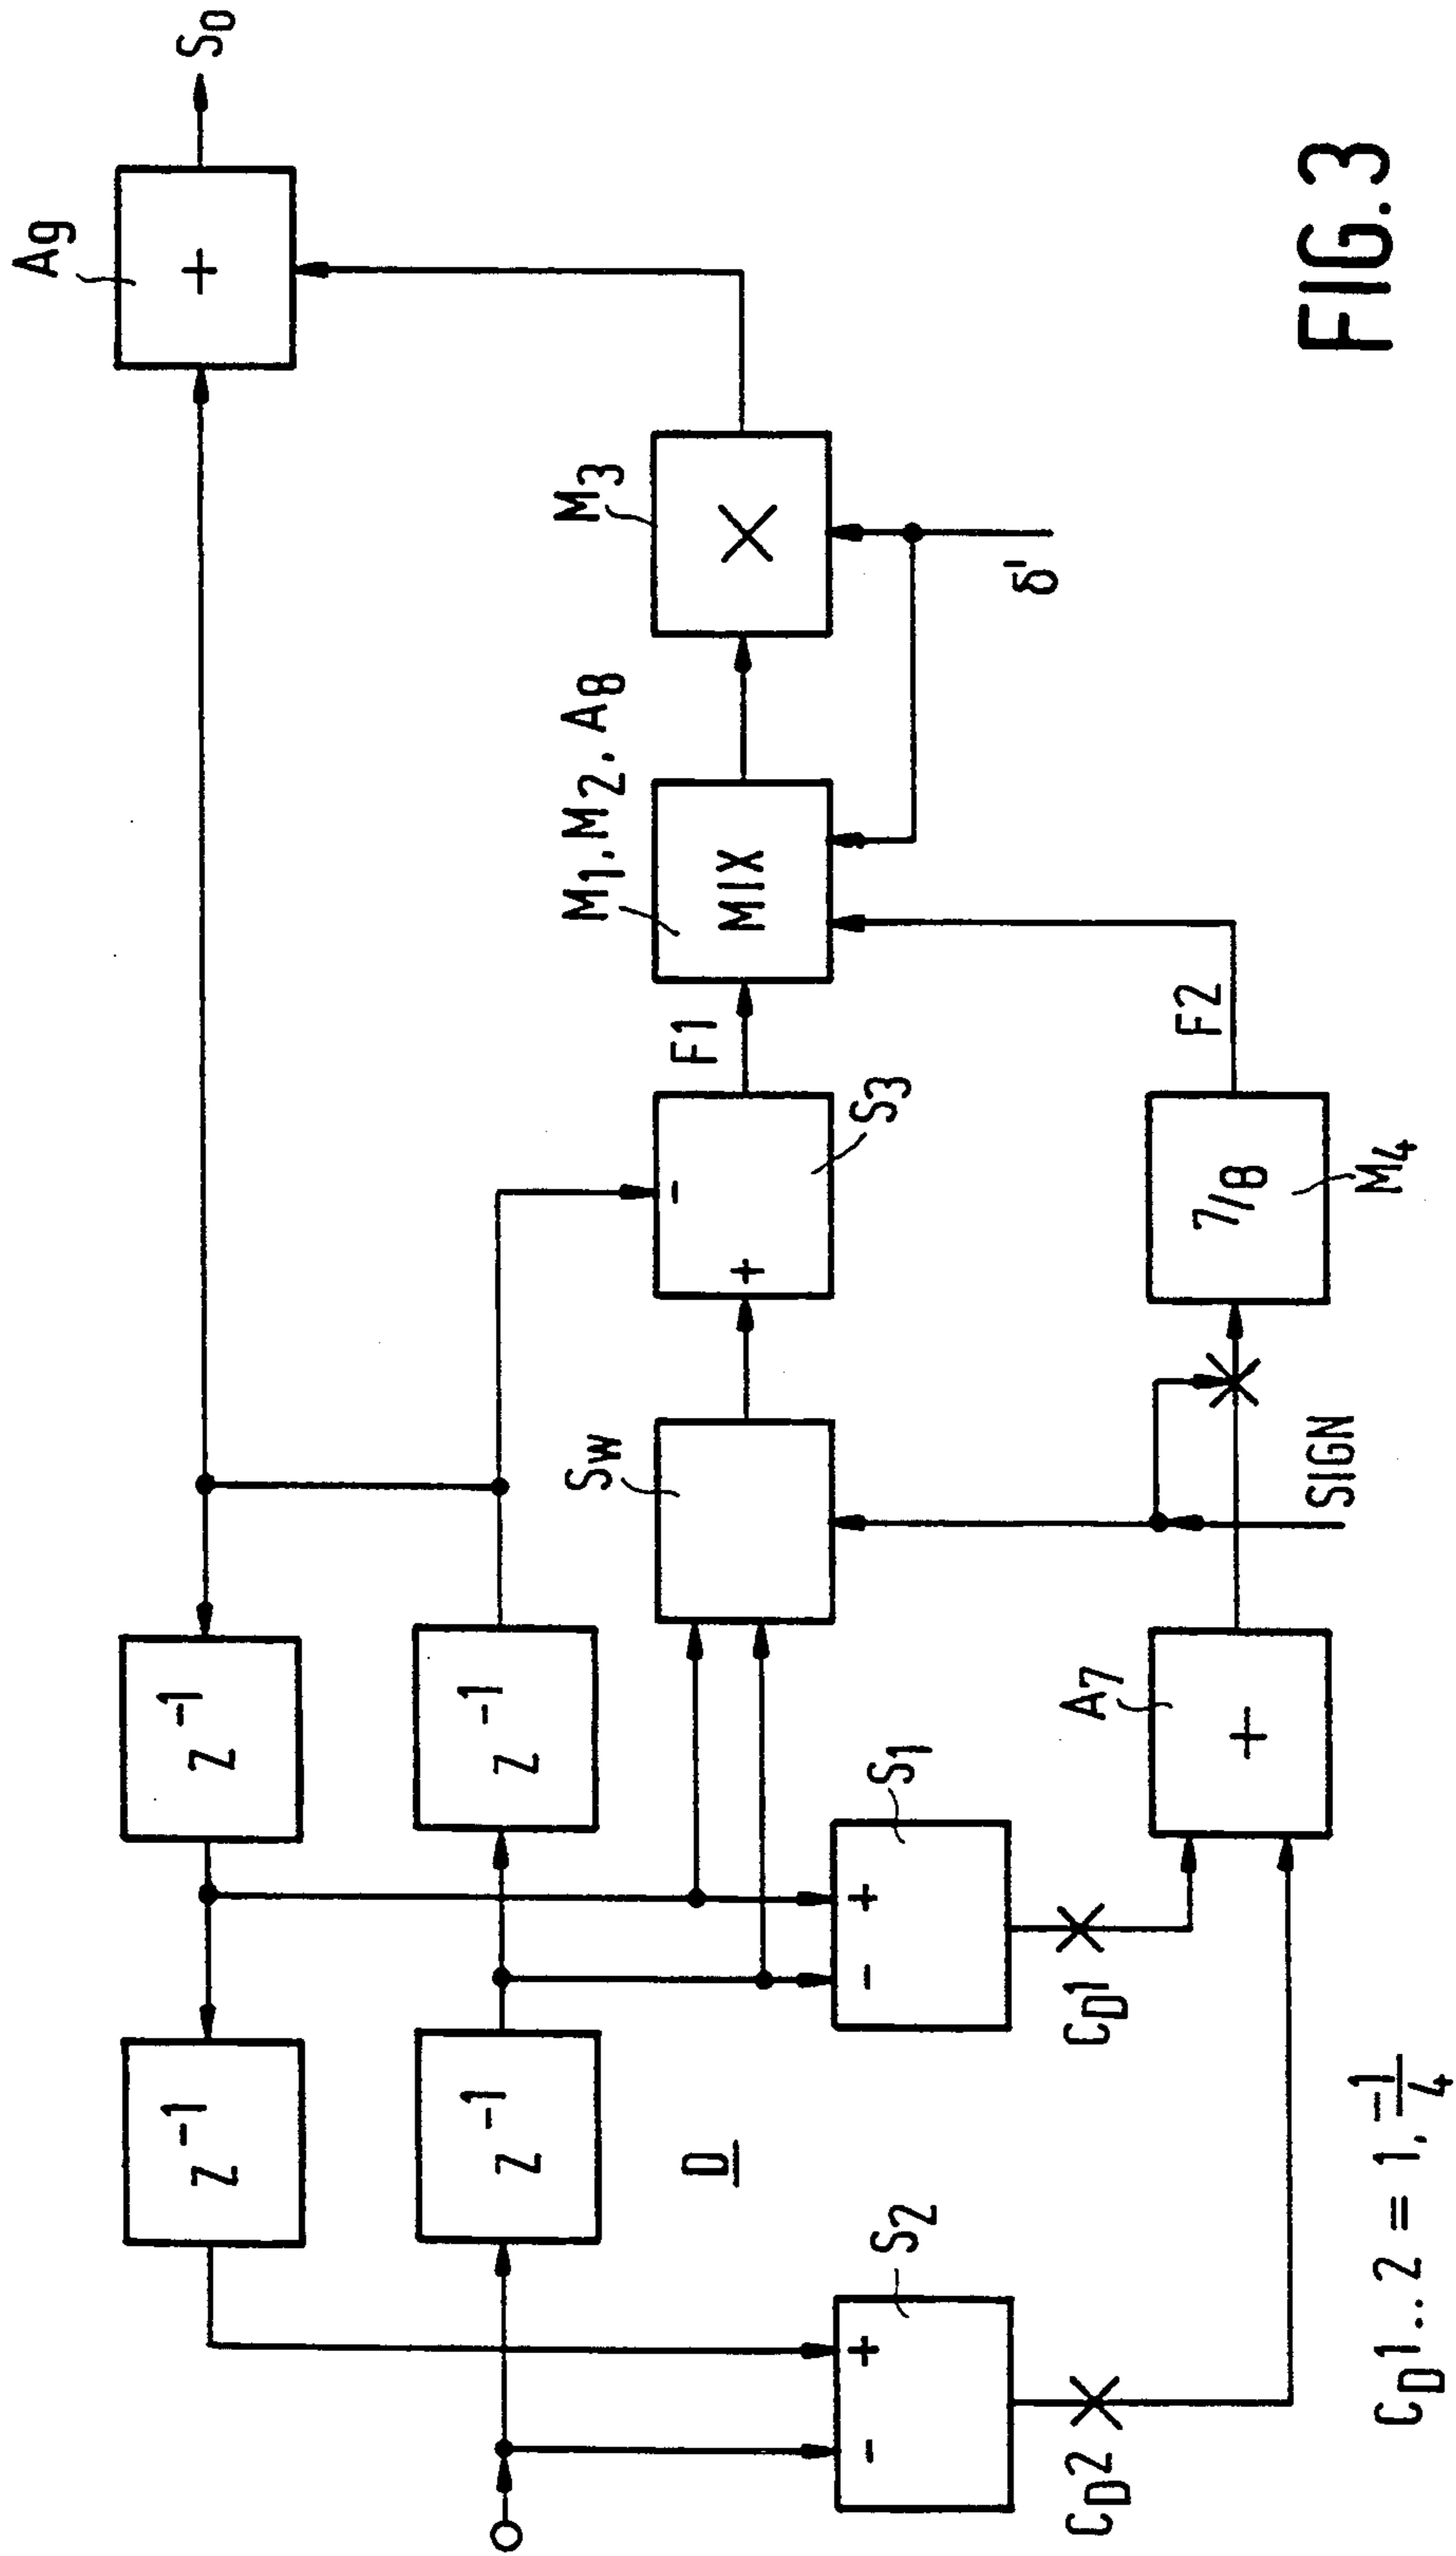 A9
+
S0
z-1
z-1
z-1
z-1
D
SW
+
-
S3
F1
M1, M2, A8
MIX
M3
X
δ'
S2
-
+
S1
-
+
CD2
CD1
A7
+
SIGN
7/8
M4
F2
CD1..2 = 1, -1/4
FIG. 3